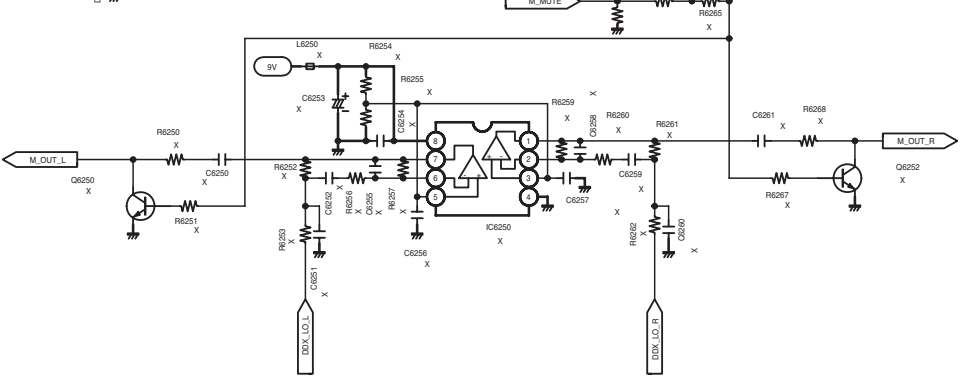 M_MUTE
R6265
X
L6250
X
R6254
X
9V
R6255
X
C6253
X
C6254
X
R6259
X
C6258
X
R6260
X
R6261
X
C6261
X
R6268
X
M_OUT_R
R6250
X
M_OUT_L
C6250
X
R6252
X
8
7
6
5
1
2
3
4
+
-
C6259
X
Q6250
X
Q6252
X
R6251
X
C6252
X
R6256
X
C6255
X
R6257
X
C6257
X
R6267
X
IC6250
X
R6253
X
C6251
X
C6256
X
R6262
X
C6260
X
DDX_LO_L
DDX_LO_R